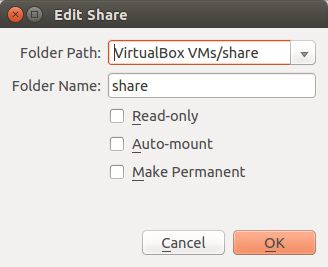 Edit Share
Folder Path: VirtualBox VMs/share
Folder Name: share
Read-only
Auto-mount
Make Permanent
Cancel OK